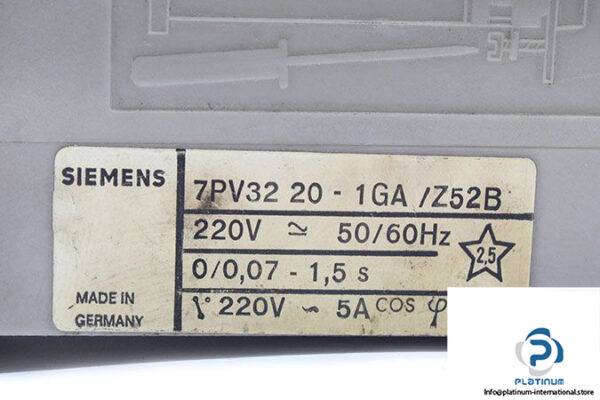 SIEMENS
7PV32 20 - 1GA /Z52B
220V ≃ 50/60Hz
2,5
0/0,07 - 1,5 s
220V ~ 5A cos φ
MADE IN
GERMANY
PLATINUM
Info@platinum-international.store